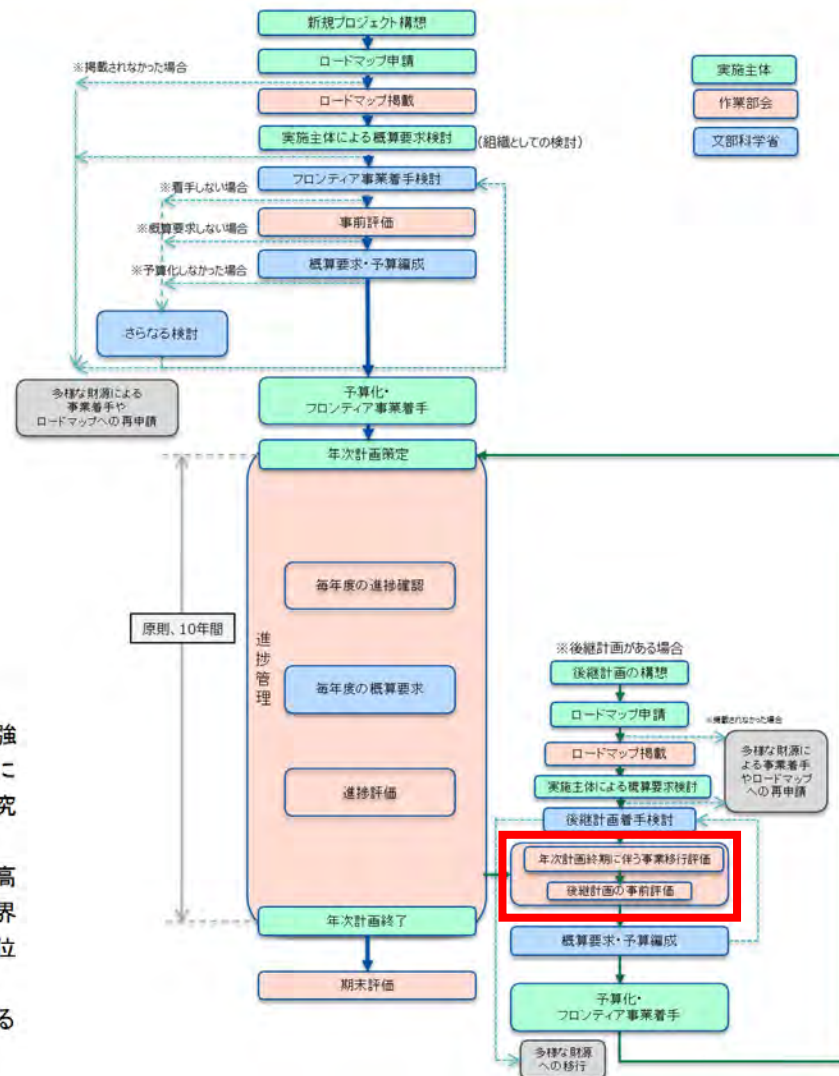 新規プロジェクト構想
ロードマップ申請
※掲載されなかった場合
ロードマップ掲載
実施主体による概算要求検討
(組織としての検討)
フロンティア事業着手検討
※着手しない場合
事前評価
※概算要求しない場合
概算要求・予算編成
※予算化しなかった場合
さらなる検討
多様な財源による
事業着手や
ロードマップへの再申請
予算化・
フロンティア事業着手
実施主体
作業部会
文部科学省
年次計画策定
毎年度の進捗確認
原則、10年間
進捗管理
毎年度の概算要求
進捗評価
年次計画終了
期末評価
※後継計画がある場合
後継計画の構想
ロードマップ申請
※掲載されなかった場合
ロードマップ掲載
多様な財源に
よる事業着手
やロードマップ
への再申請
実施主体による概算要求検討
後継計画着手検討
年次計画終期に伴う事業移行評価
後継計画の事前評価
概算要求・予算編成
予算化・
フロンティア事業着手
多様な財源
への移行
強
に
究
高
界
位
る